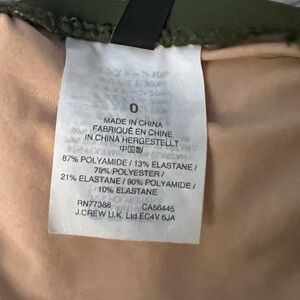 0
MADE IN CHINA
FABRIQUÉ EN CHINE
IN CHINA HERGESTELLT
中国製
87% POLYAMIDE / 13% ELASTANE /
79% POLYESTER /
21% ELASTANE / 90% POLYAMIDE /
10% ELASTANE
RN77388 CA56445
J.CREW U.K. Ltd EC4V 6JA